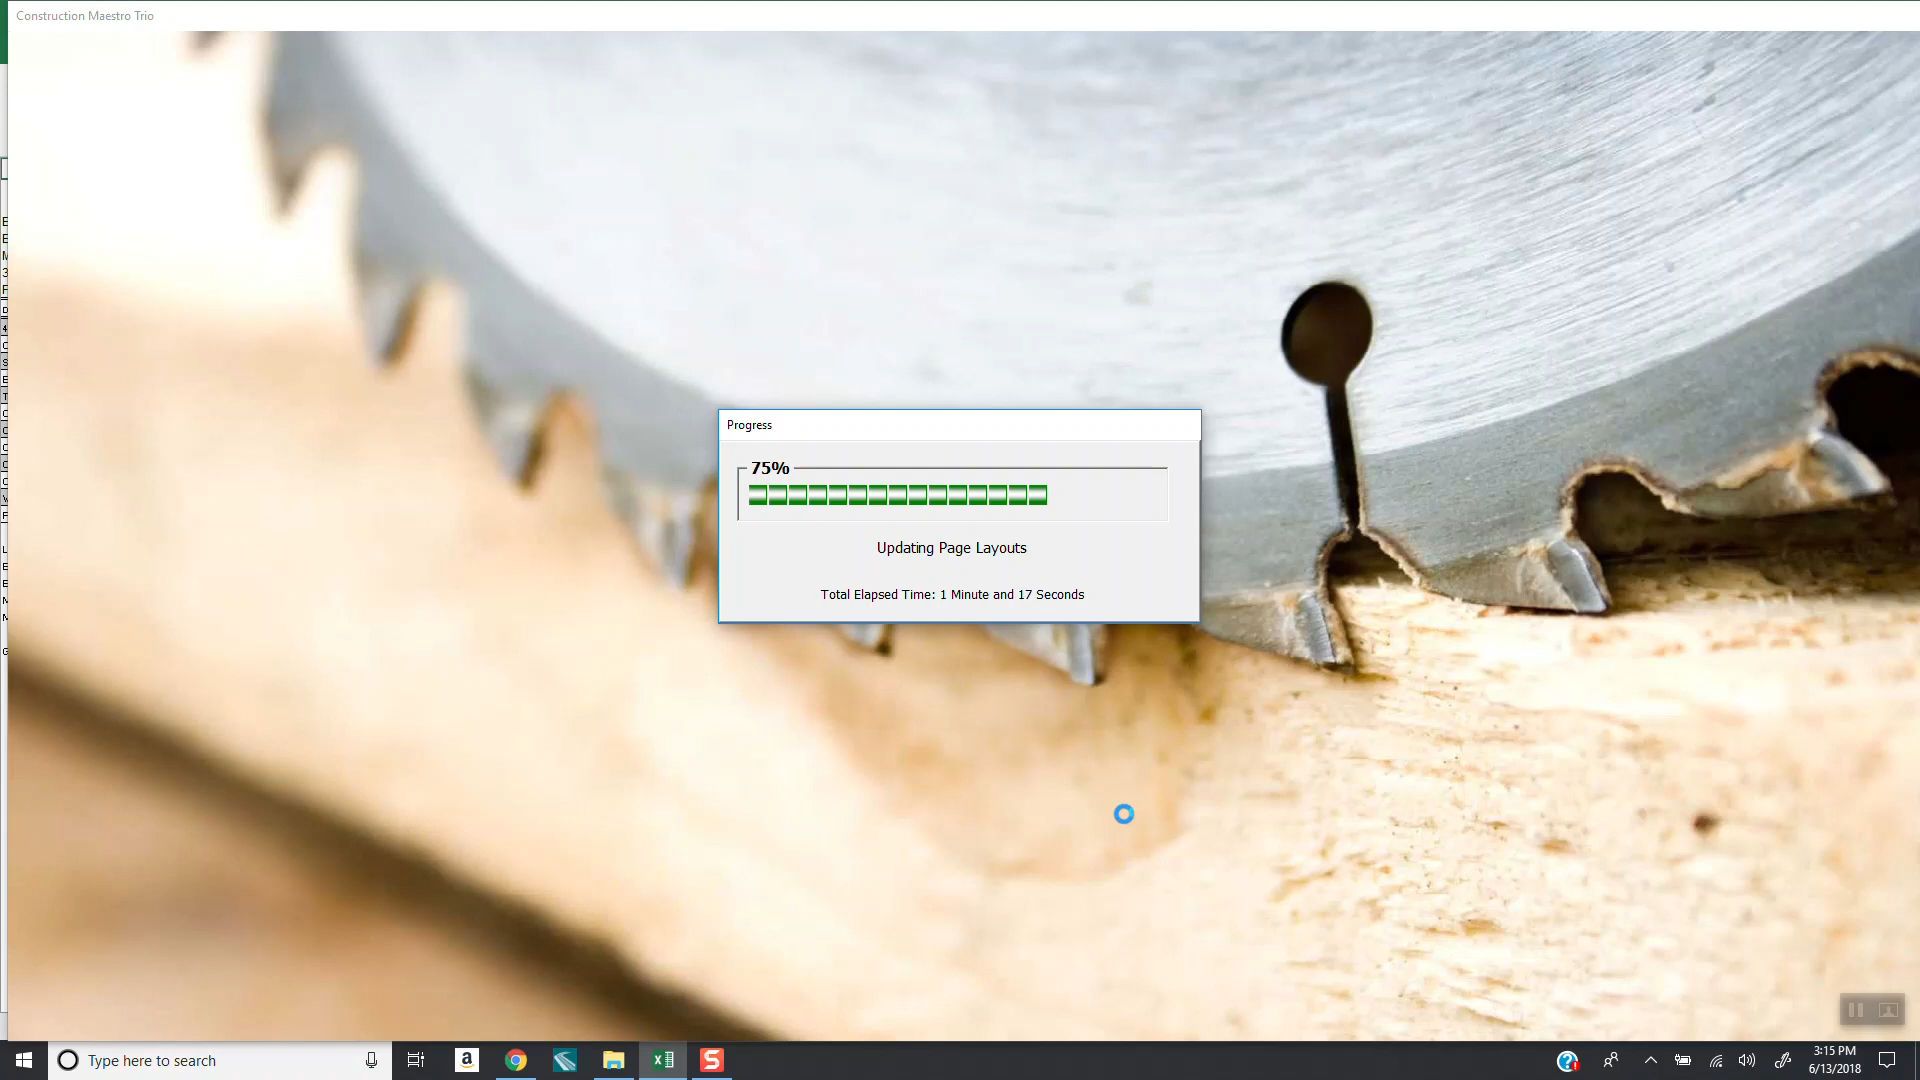 Construction Maestro Trio
Progress
75%
Updating Page Layouts
Total Elapsed Time: 1 Minute and 17 Seconds
Type here to search
3:15 PM
6/13/2018